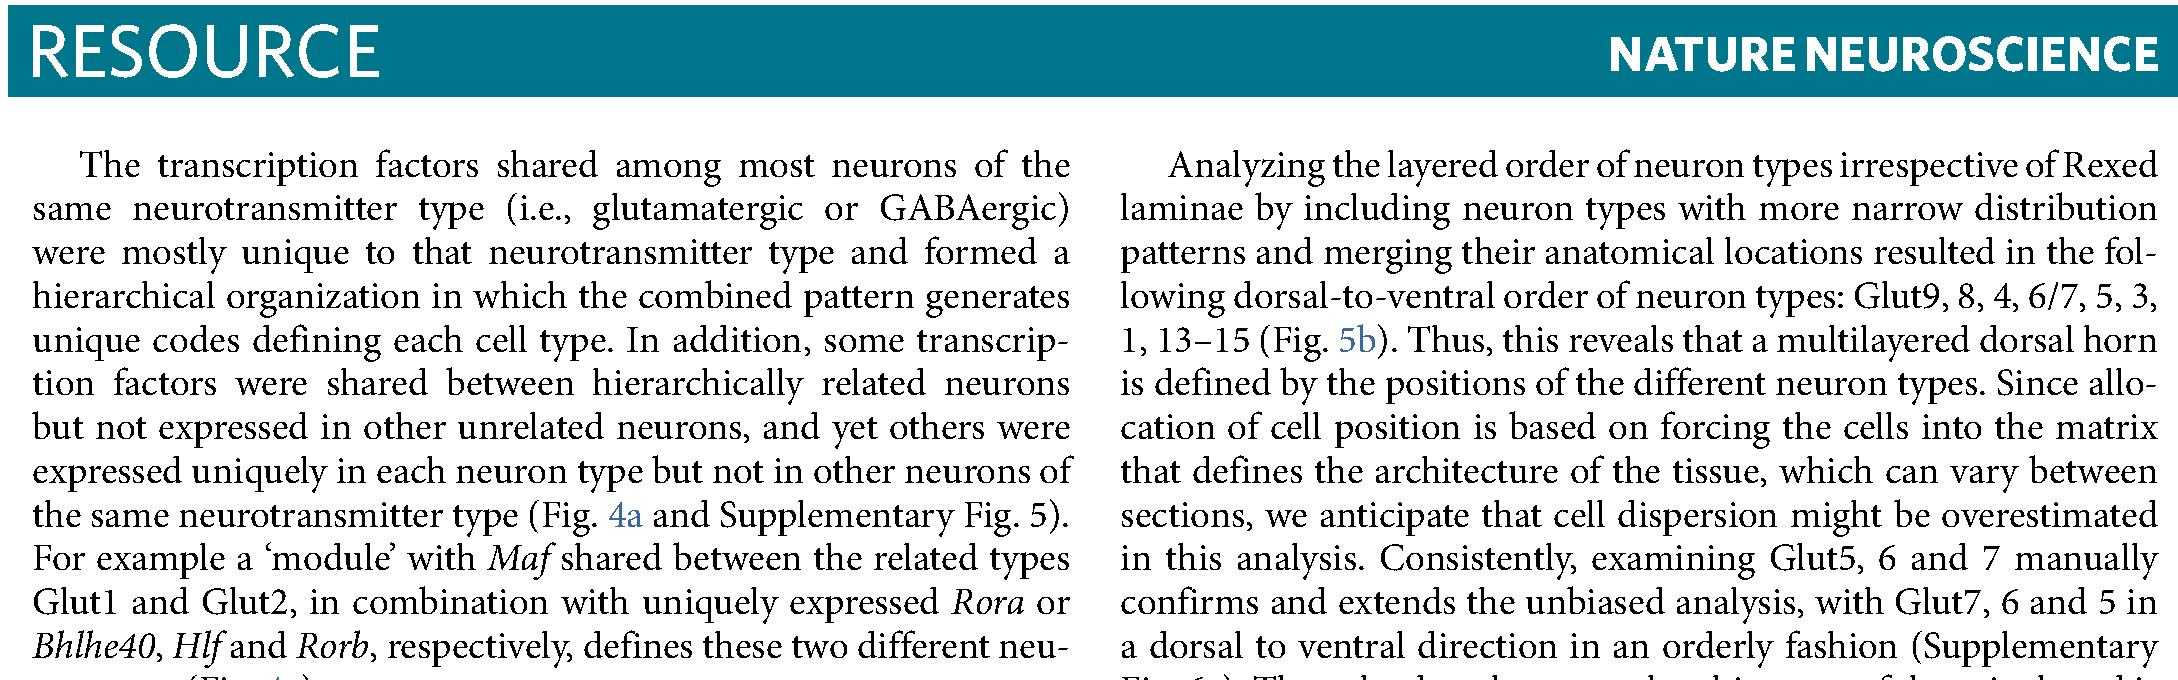 RESOURCE
NATURE NEUROSCIENCE
The transcription factors shared among most neurons of the
same neurotransmitter type (i.e., glutamatergic or GABAergic)
were mostly unique to that neurotransmitter type and formed a
hierarchical organization in which the combined pattern generates
unique codes defining each cell type. In addition, some transcrip-
tion factors were shared between hierarchically related neurons
but not expressed in other unrelated neurons, and yet others were
expressed uniquely in each neuron type but not in other neurons of
the same neurotransmitter type (Fig. 4a and Supplementary Fig. 5).
For example a ‘module’ with Maf shared between the related types
Glut1 and Glut2, in combination with uniquely expressed Rora or
Bhlhe40, Hlf and Rorb, respectively, defines these two different neu-
Analyzing the layered order of neuron types irrespective of Rexed
laminae by including neuron types with more narrow distribution
patterns and merging their anatomical locations resulted in the fol-
lowing dorsal-to-ventral order of neuron types: Glut9, 8, 4, 6/7, 5, 3,
1, 13–15 (Fig. 5b). Thus, this reveals that a multilayered dorsal horn
is defined by the positions of the different neuron types. Since allo-
cation of cell position is based on forcing the cells into the matrix
that defines the architecture of the tissue, which can vary between
sections, we anticipate that cell dispersion might be overestimated
in this analysis. Consistently, examining Glut5, 6 and 7 manually
confirms and extends the unbiased analysis, with Glut7, 6 and 5 in
a dorsal to ventral direction in an orderly fashion (Supplementary